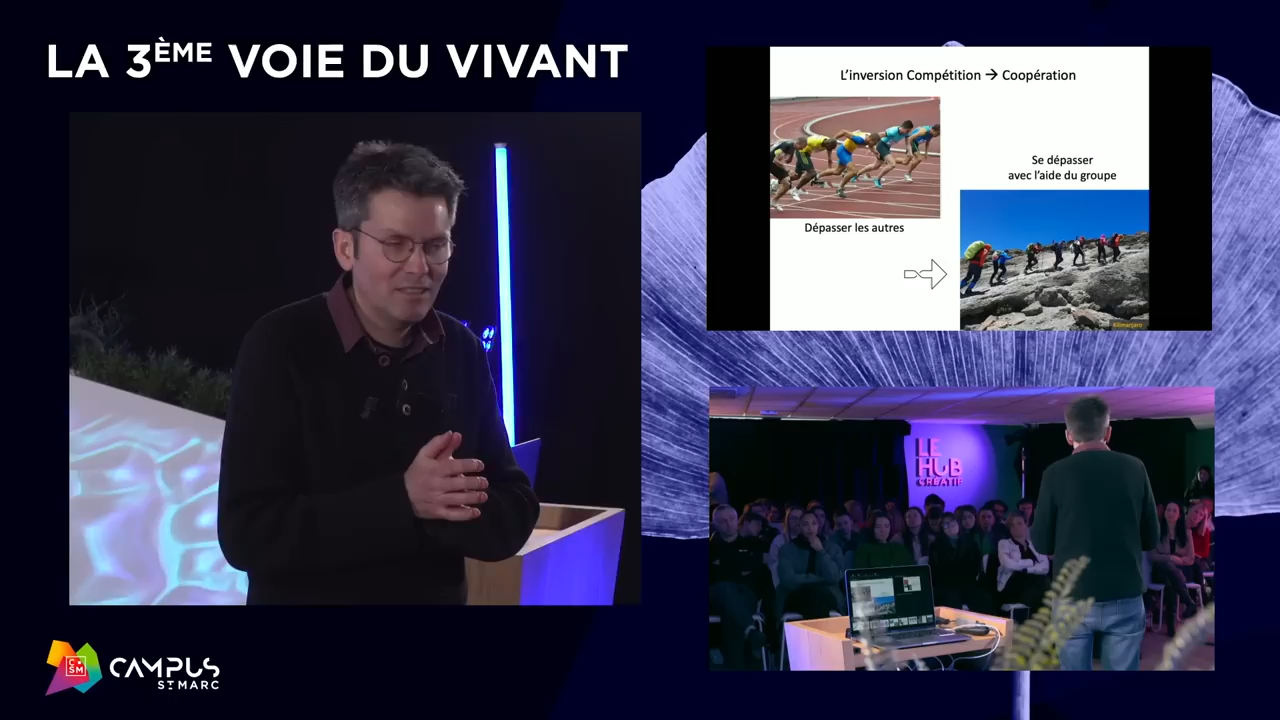 LA 3ÈME VOIE DU VIVANT
L'inversion Compétition → Coopération
Dépasser les autres
Se dépasser
avec l'aide du groupe
Kilimanjaro
LE
HUB
CRÉATIF
CSM
CAMPUS
ST MARC